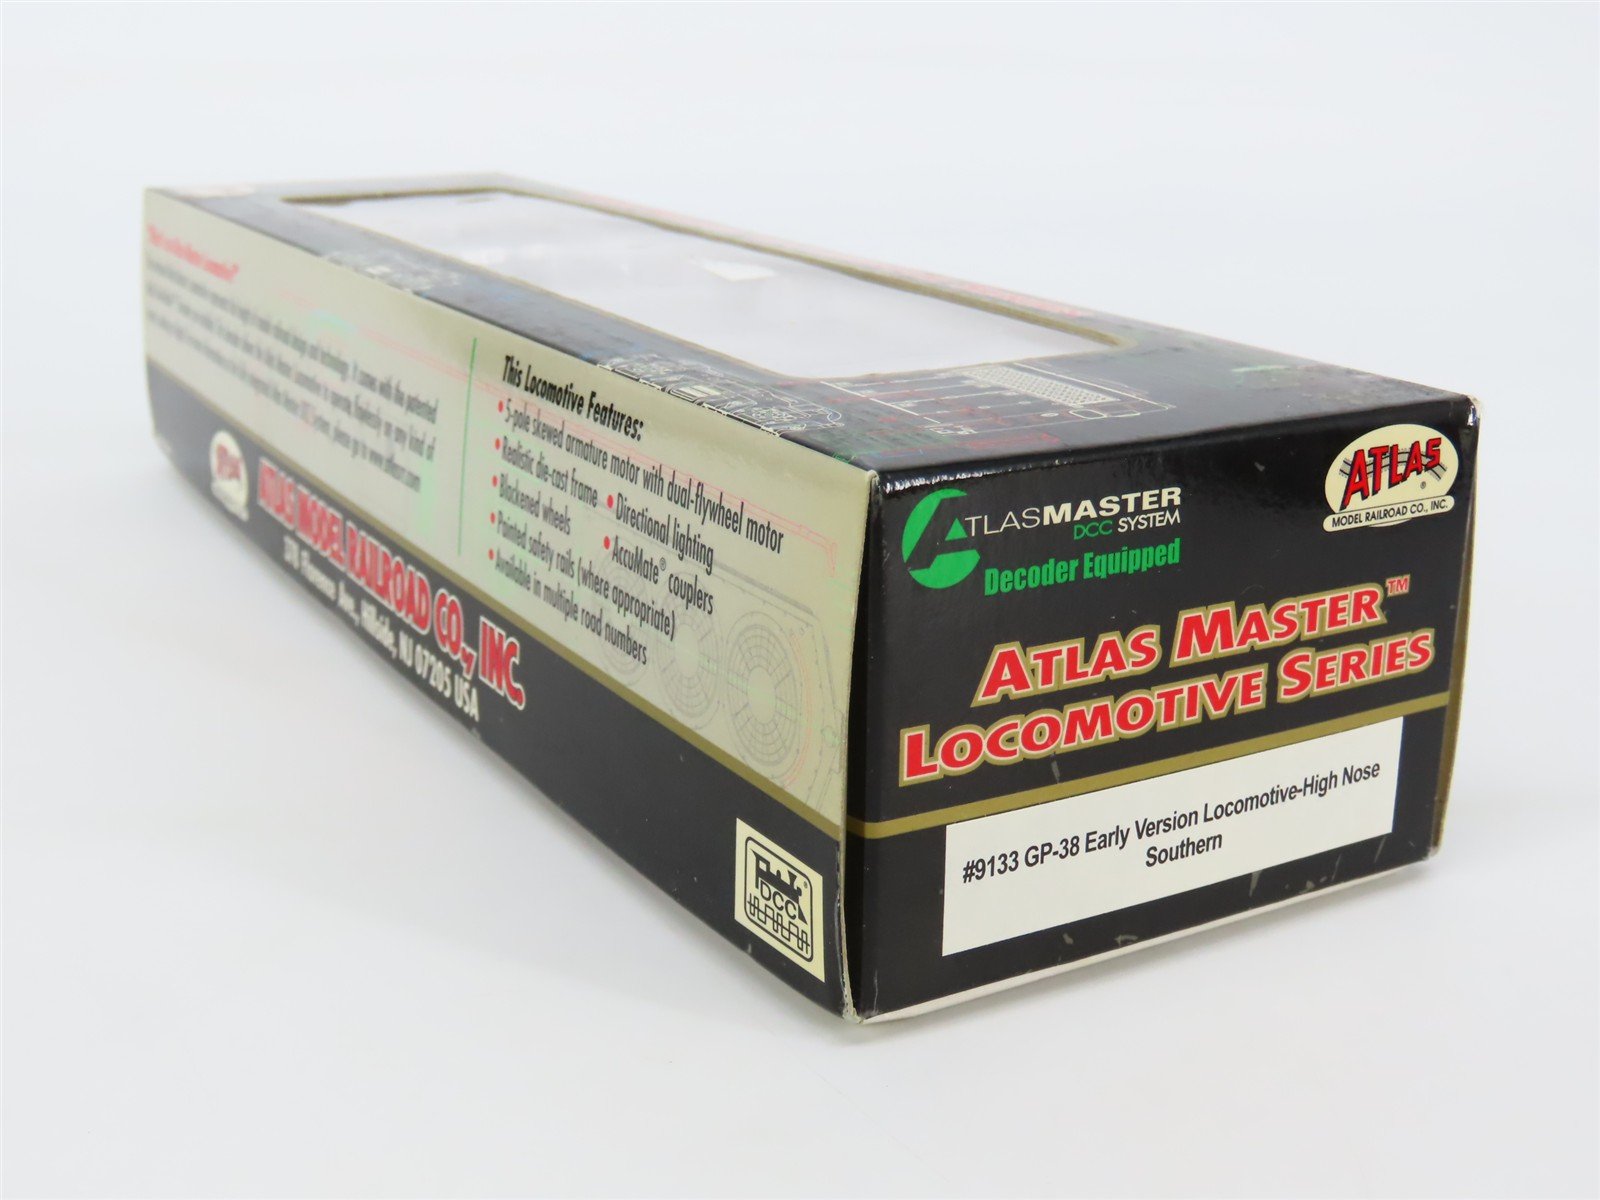 This Locomotive Features:
• 5-pole skewed armature motor with dual-flywheel motor
• Realistic die-cast frame • Directional lighting
• Blackened wheels • AccuMate® couplers
• Painted safety rails (where appropriate)
• Available in multiple road numbers
ATLAS MODEL RAILROAD CO., INC.
378 Florence Ave., Hillside, NJ 07205 USA
DCC
ATLASMASTER
DCC SYSTEM
Decoder Equipped
ATLAS
®
MODEL RAILROAD CO., INC.
ATLAS MASTER™
LOCOMOTIVE SERIES
#9133 GP-38 Early Version Locomotive-High Nose
Southern